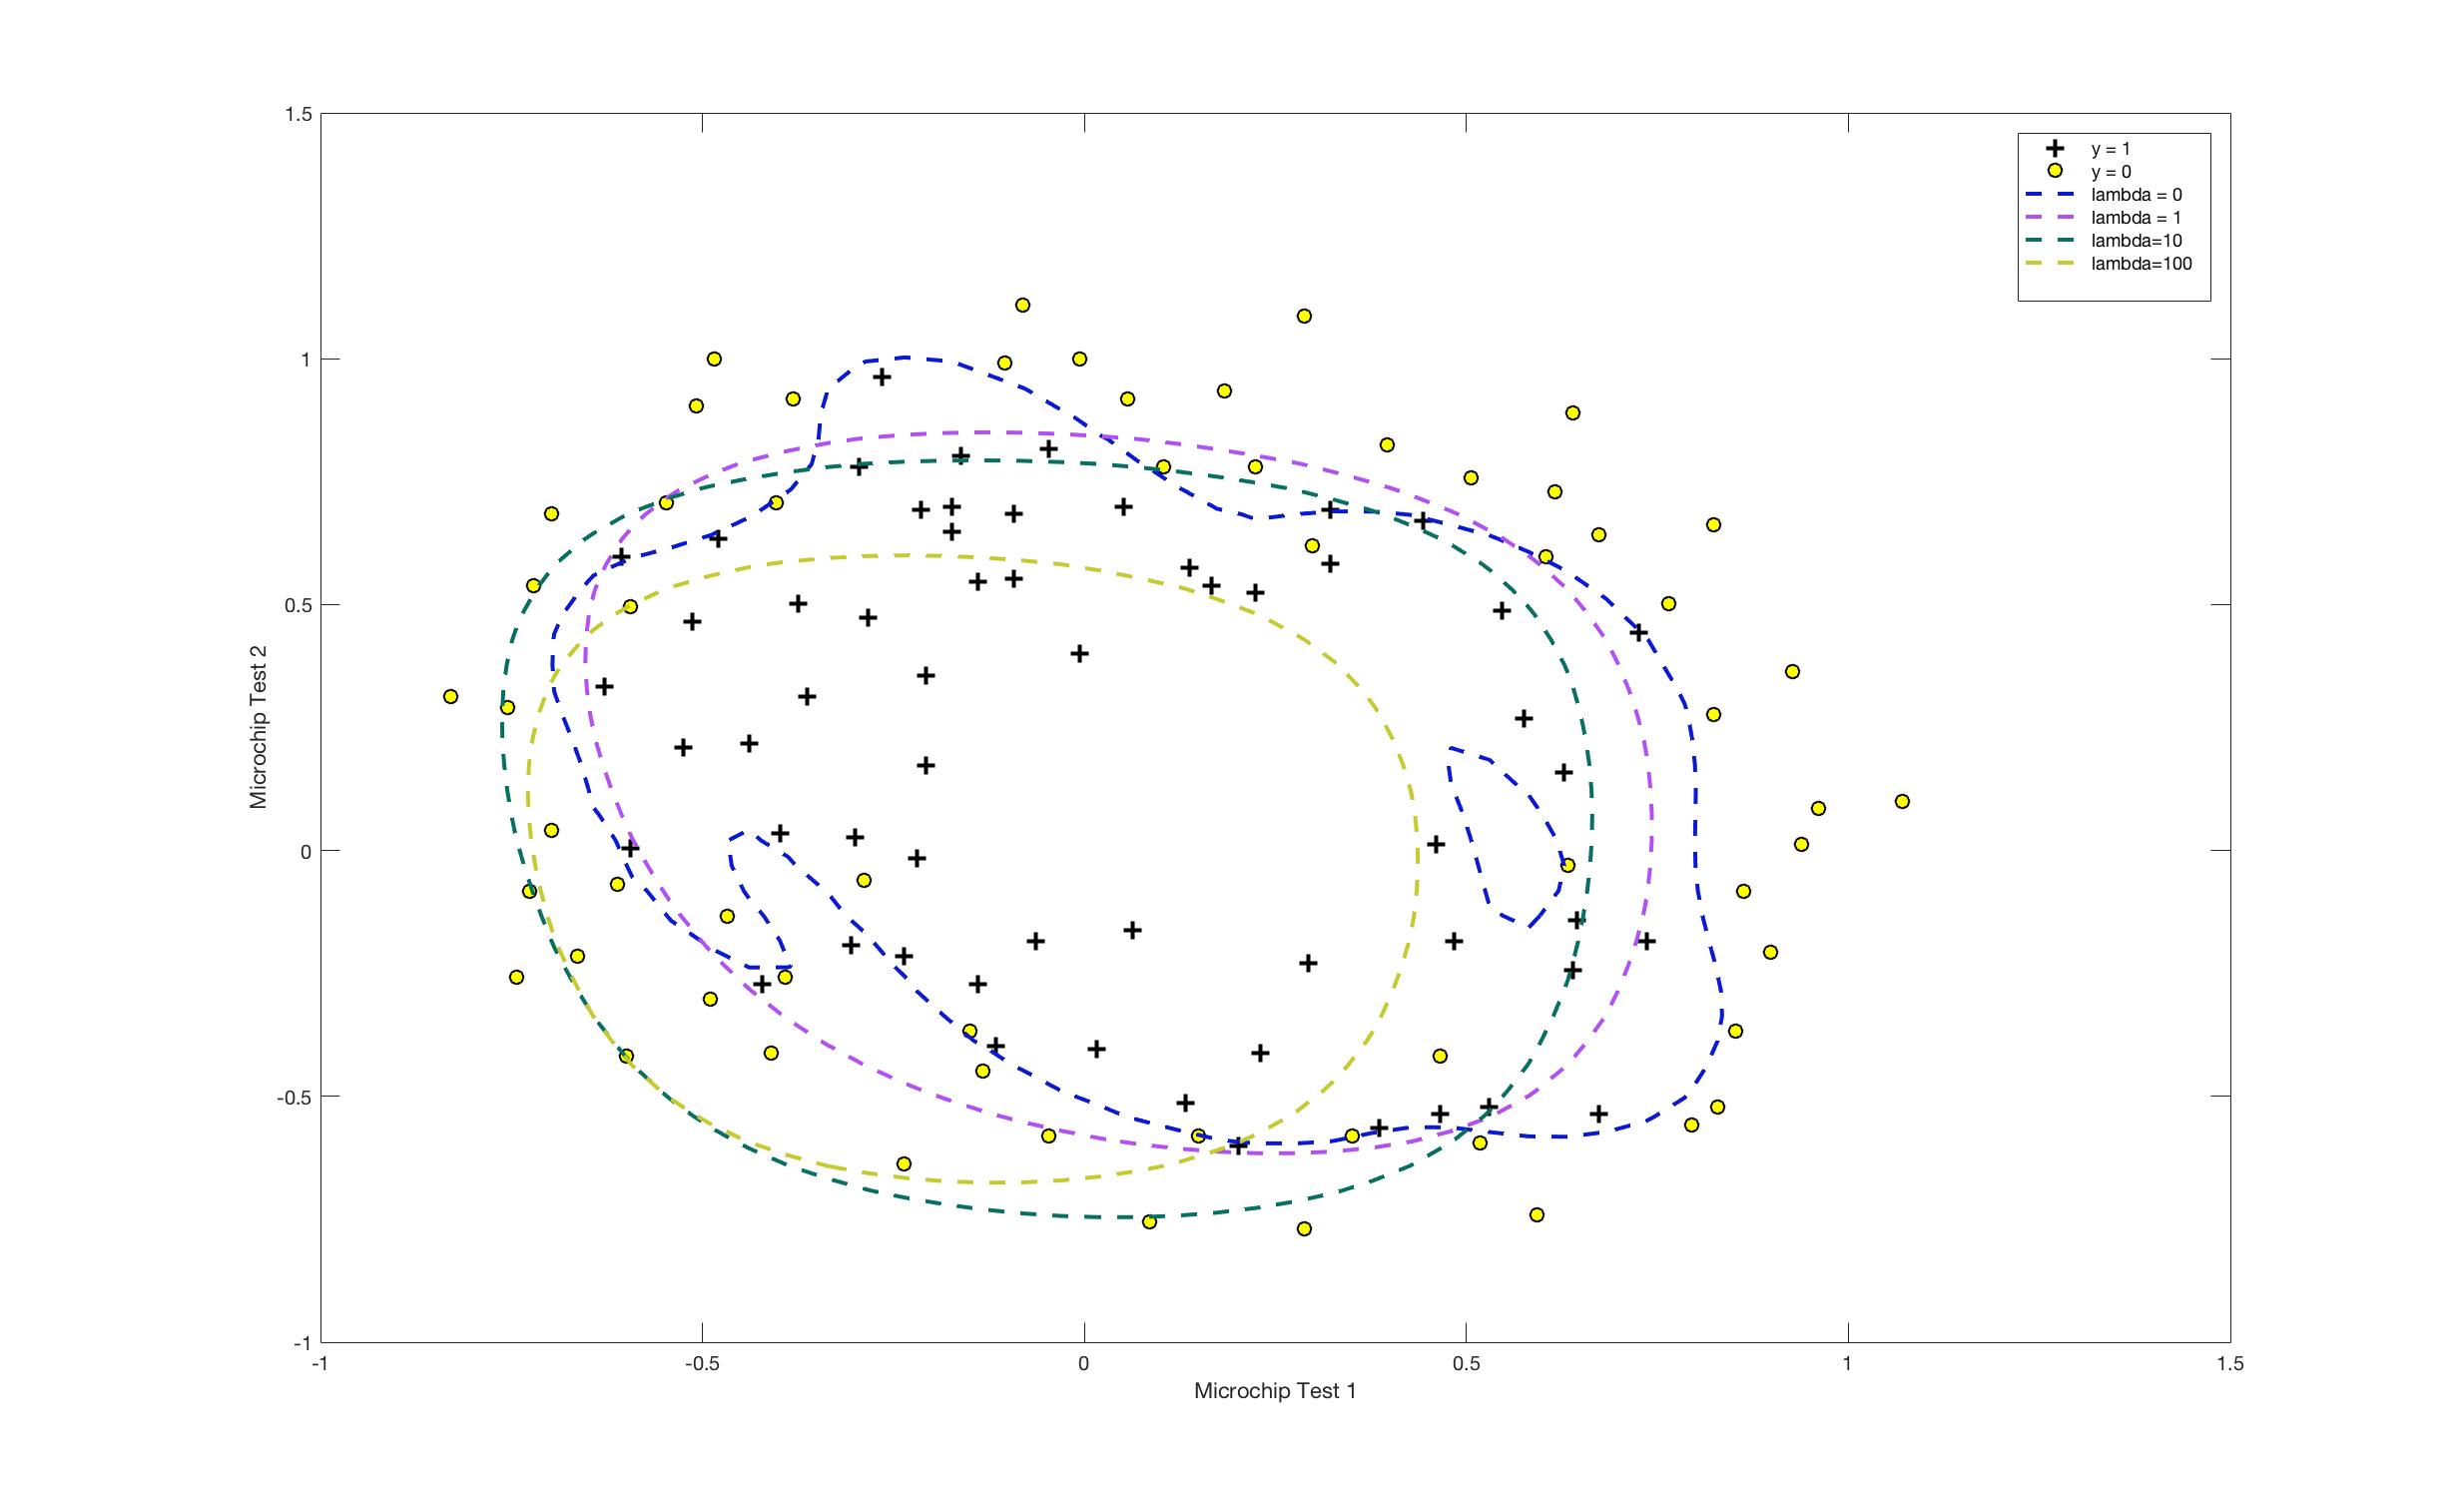 1.5
y = 1
y = 0
lambda = 0
lambda = 1
lambda=10
lambda=100
1
0.5
Microchip Test 2
0
-0.5
-1
-1 -0.5 0 0.5 1 1.5
Microchip Test 1